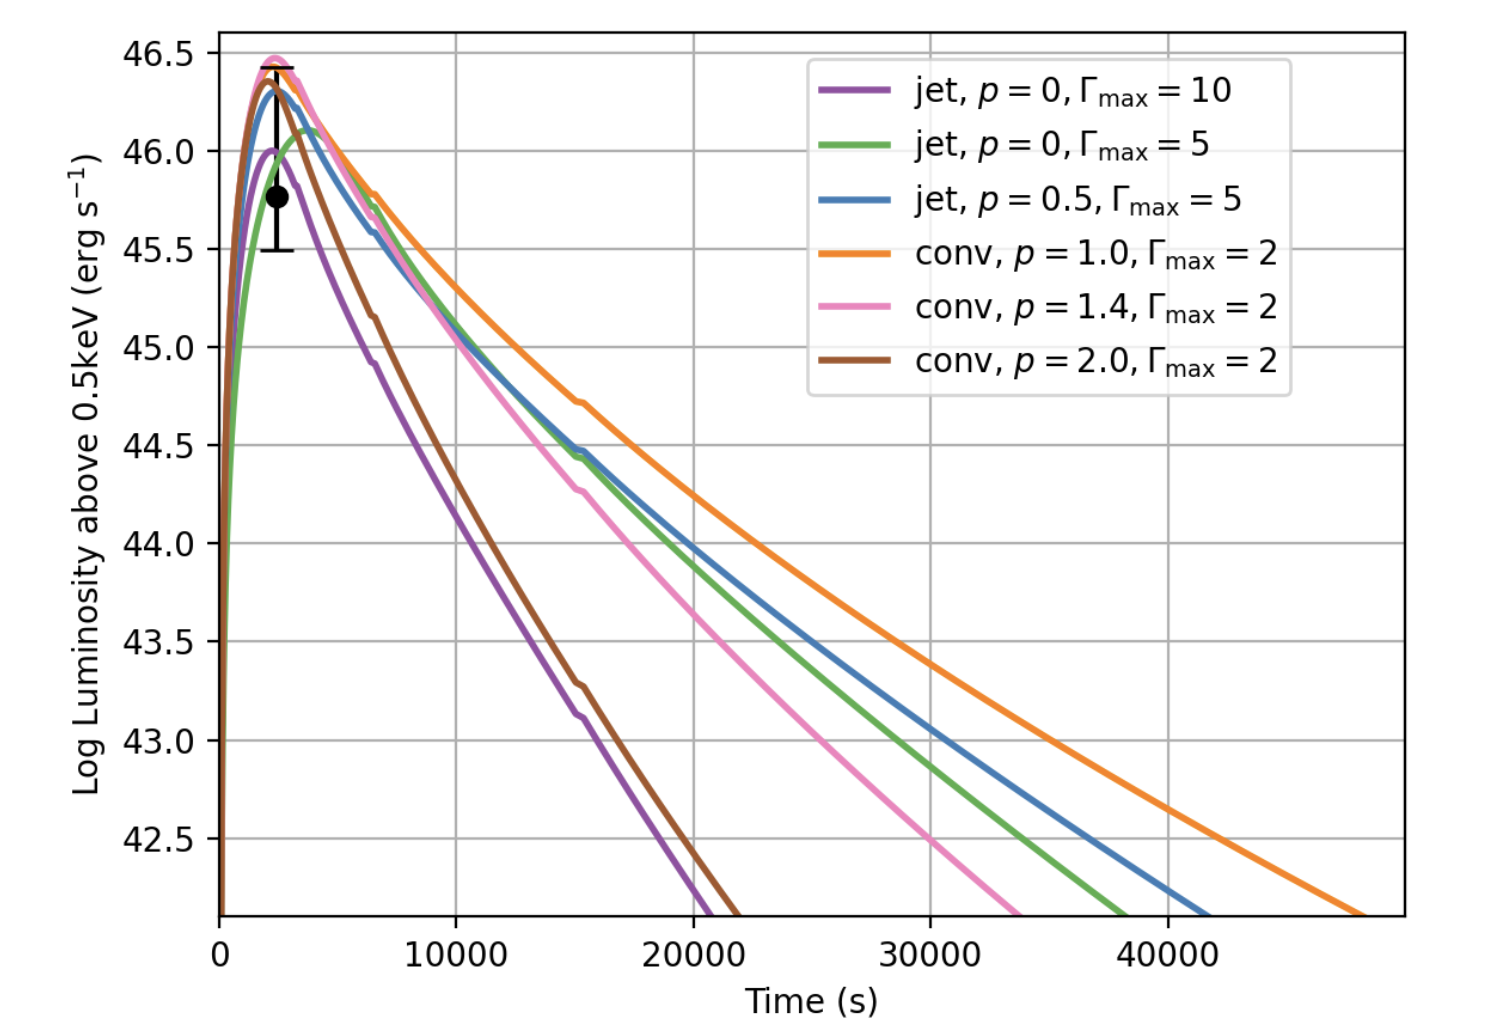 46.5
46.0
45.5
45.0
44.5
44.0
43.5
43.0
42.5
Log Luminosity above 0.5keV (erg s⁻¹)
jet, p = 0, Γmax = 10
jet, p = 0, Γmax = 5
jet, p = 0.5, Γmax = 5
conv, p = 1.0, Γmax = 2
conv, p = 1.4, Γmax = 2
conv, p = 2.0, Γmax = 2
0 10000 20000 30000 40000
Time (s)